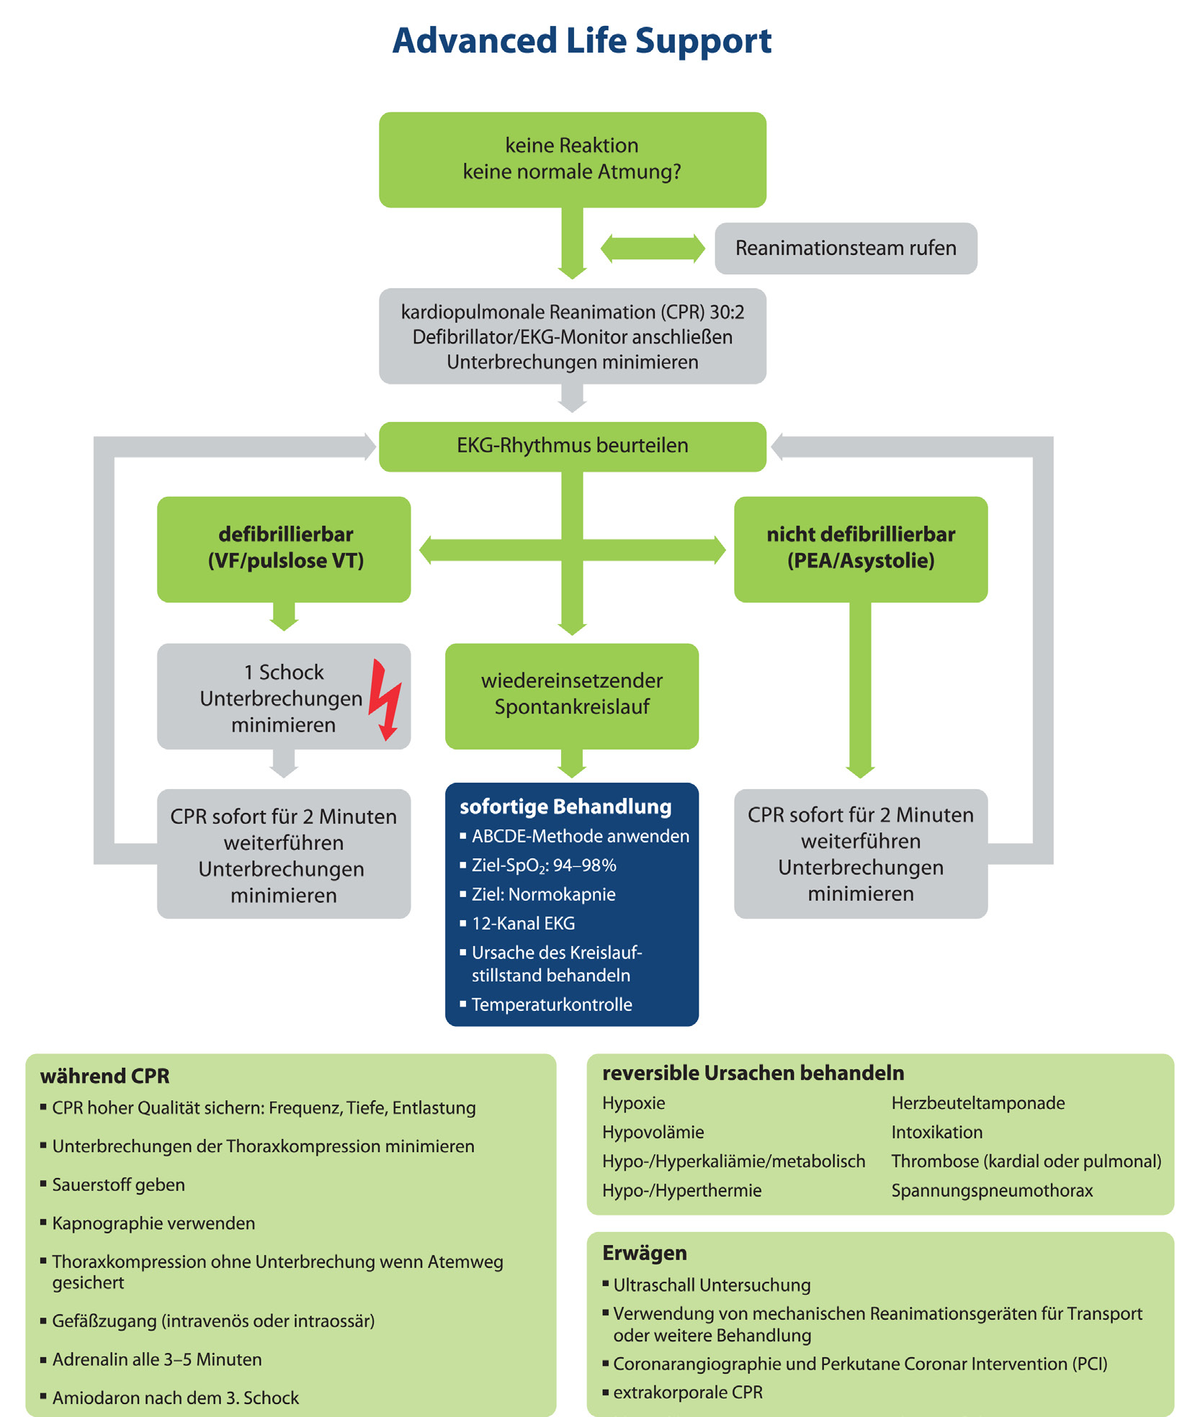 Advanced Life Support
keine Reaktion
keine normale Atmung?
Reanimationsteam rufen
kardiopulmonale Reanimation (CPR) 30:2
Defibrillator/EKG-Monitor anschließen
Unterbrechungen minimieren
EKG-Rhythmus beurteilen
defibrillierbar
(VF/pulslose VT)
nicht defibrillierbar
(PEA/Asystolie)
1 Schock
Unterbrechungen
minimieren
wiedereinsetzender
Spontankreislauf
CPR sofort für 2 Minuten
weiterführen
Unterbrechungen
minimieren
sofortige Behandlung
▪ ABCDE-Methode anwenden
▪ Ziel-SpO₂: 94–98%
▪ Ziel: Normokapnie
▪ 12-Kanal EKG
▪ Ursache des Kreislauf-
stillstand behandeln
▪ Temperaturkontrolle
CPR sofort für 2 Minuten
weiterführen
Unterbrechungen
minimieren
während CPR
▪ CPR hoher Qualität sichern: Frequenz, Tiefe, Entlastung
▪ Unterbrechungen der Thoraxkompression minimieren
▪ Sauerstoff geben
▪ Kapnographie verwenden
▪ Thoraxkompression ohne Unterbrechung wenn Atemweg
gesichert
▪ Gefäßzugang (intravenös oder intraossär)
▪ Adrenalin alle 3–5 Minuten
▪ Amiodaron nach dem 3. Schock
reversible Ursachen behandeln
Hypoxie
Hypovolämie
Hypo-/Hyperkaliämie/metabolisch
Hypo-/Hyperthermie
Herzbeuteltamponade
Intoxikation
Thrombose (kardial oder pulmonal)
Spannungspneumothorax
Erwägen
▪ Ultraschall Untersuchung
▪ Verwendung von mechanischen Reanimationsgeräten für Transport
oder weitere Behandlung
▪ Coronarangiographie und Perkutane Coronar Intervention (PCI)
▪ extrakorporale CPR